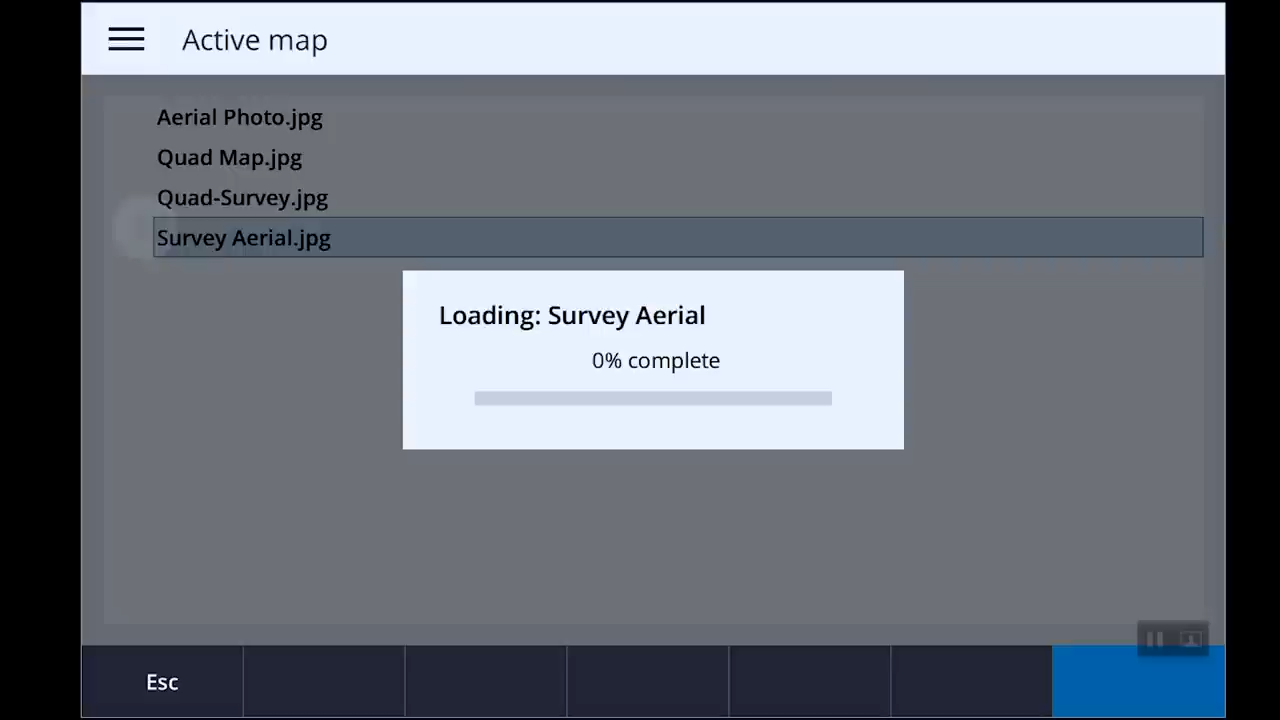 Active map
Aerial Photo.jpg
Quad Map.jpg
Quad-Survey.jpg
Survey Aerial.jpg
Loading: Survey Aerial
0% complete
Esc